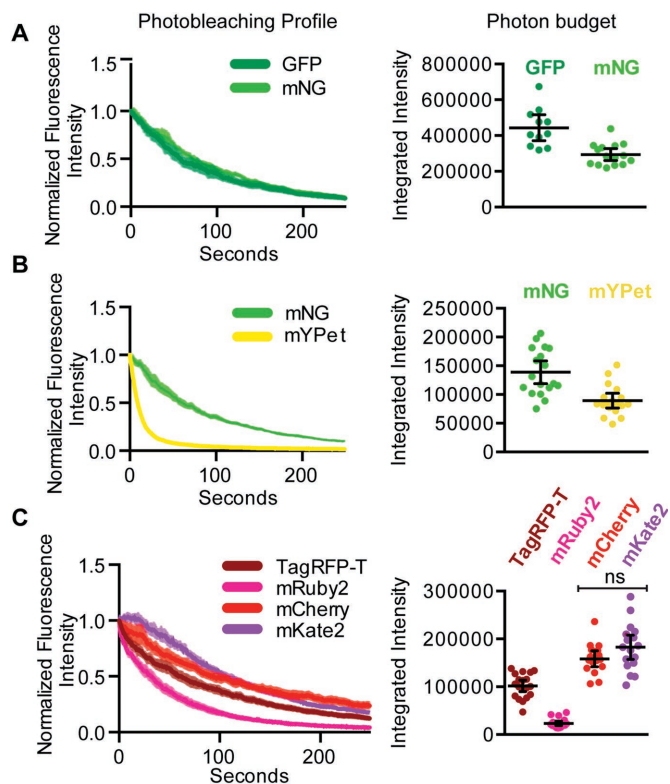 Photobleaching Profile
Photon budget
A
Normalized Fluorescence
Intensity
1.5
1.0
0.5
0.0
GFP
mNG
0
100
200
Seconds
Integrated Intensity
800000
600000
400000
200000
0
GFP
mNG
B
Normalized Fluorescence
Intensity
1.5
1.0
0.5
0.0
mNG
mYPet
0
100
200
Seconds
Integrated Intensity
250000
200000
150000
100000
50000
0
mNG
mYPet
C
Normalized Fluorescence
Intensity
1.5
1.0
0.5
0.0
TagRFP-T
mRuby2
mCherry
mKate2
0
100
200
Seconds
Integrated Intensity
300000
200000
100000
0
TagRFP-T
mRuby2
mCherry
mKate2
ns